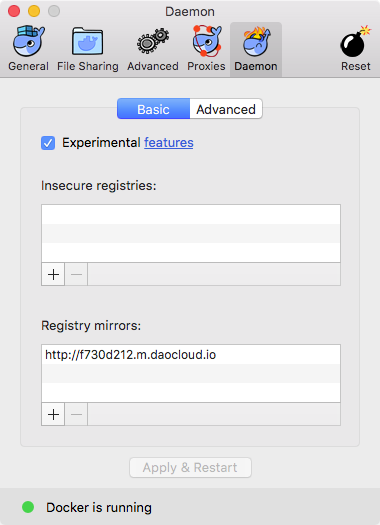 Daemon
General File Sharing Advanced Proxies Daemon Reset
Basic Advanced
Experimental features
Insecure registries:
+ −
Registry mirrors:
http://f730d212.m.daocloud.io
+ −
Apply & Restart
Docker is running